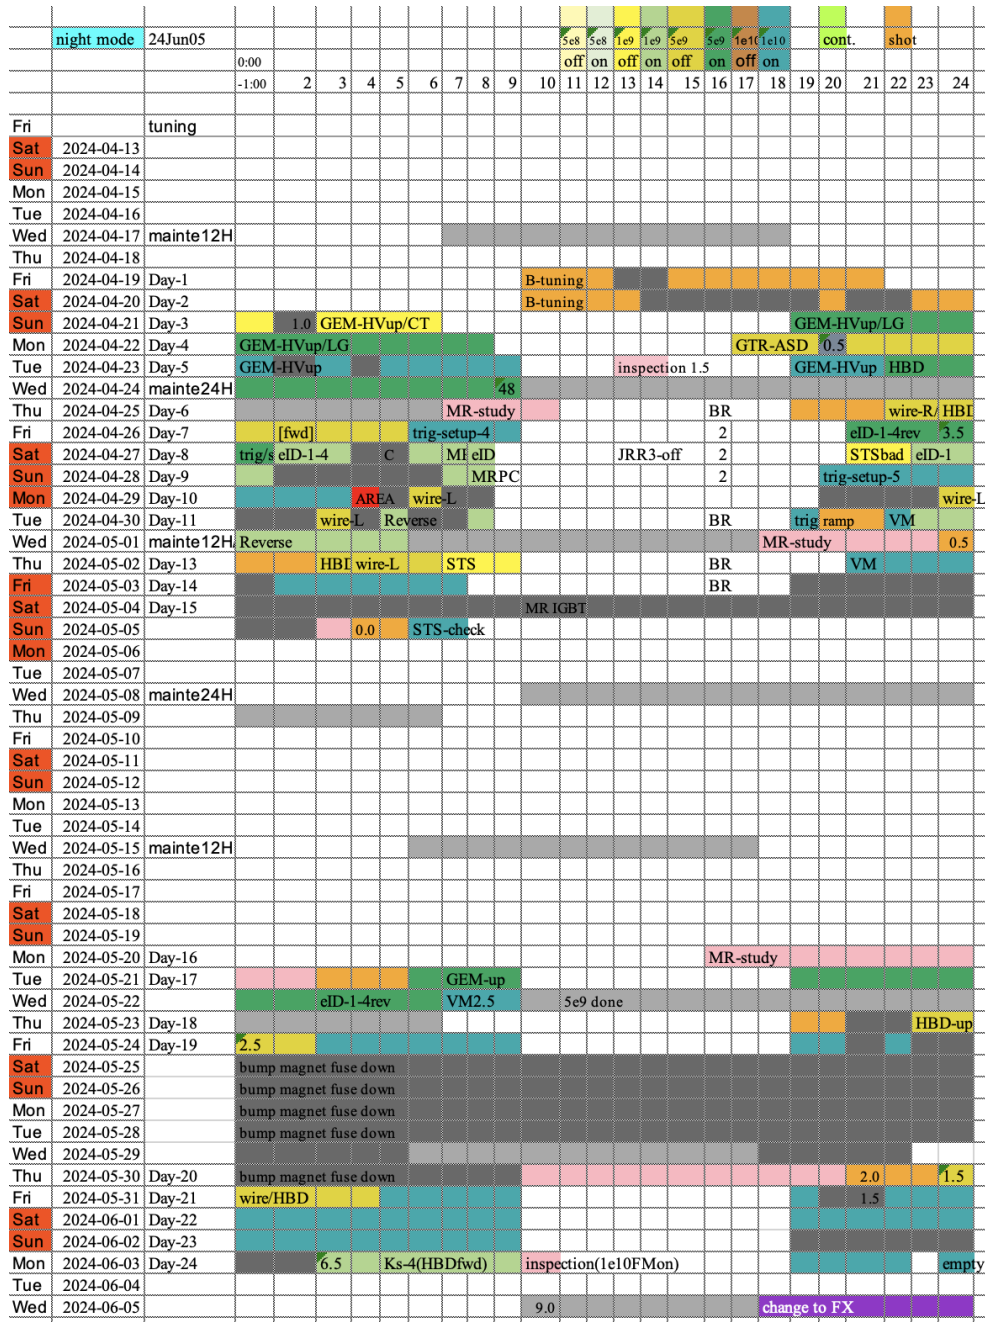 night mode 24Jun05 5e8 5e8 1e9 1e9 5e9 5e9 1e10 1e10 cont. shot
0:00 off on off on off on off on
-1:00 2 3 4 5 6 7 8 9 10 11 12 13 14 15 16 17 18 19 20 21 22 23 24
Fri tuning
Sat 2024-04-13
Sun 2024-04-14
Mon 2024-04-15
Tue 2024-04-16
Wed 2024-04-17 mainte12H
Thu 2024-04-18
Fri 2024-04-19 Day-1 B-tuning
Sat 2024-04-20 Day-2 B-tuning
Sun 2024-04-21 Day-3 1.0 GEM-HVup/CT GEM-HVup/LG
Mon 2024-04-22 Day-4 GEM-HVup/LG GTR-ASD 0.5
Tue 2024-04-23 Day-5 GEM-HVup inspection 1.5 GEM-HVup HBD
Wed 2024-04-24 mainte24H 48
Thu 2024-04-25 Day-6 MR-study BR wire-R/ HBD
Fri 2024-04-26 Day-7 [fwd] trig-setup-4 2 eID-1-4rev 3.5
Sat 2024-04-27 Day-8 trig/s eID-1-4 C eID JRR3-off 2 STSbad eID-1
Sun 2024-04-28 Day-9 MRPC 2 trig-setup-5
Mon 2024-04-29 Day-10 AREA wire-L wire-L
Tue 2024-04-30 Day-11 wire-L Reverse BR trig ramp VM
Wed 2024-05-01 mainte12H Reverse MR-study 0.5
Thu 2024-05-02 Day-13 HBD wire-L STS BR VM
Fri 2024-05-03 Day-14 BR
Sat 2024-05-04 Day-15 MR IGBT
Sun 2024-05-05 0.0 STS-check
Mon 2024-05-06
Tue 2024-05-07
Wed 2024-05-08 mainte24H
Thu 2024-05-09
Fri 2024-05-10
Sat 2024-05-11
Sun 2024-05-12
Mon 2024-05-13
Tue 2024-05-14
Wed 2024-05-15 mainte12H
Thu 2024-05-16
Fri 2024-05-17
Sat 2024-05-18
Sun 2024-05-19
Mon 2024-05-20 Day-16 MR-study
Tue 2024-05-21 Day-17 GEM-up
Wed 2024-05-22 eID-1-4rev VM2.5 5e9 done
Thu 2024-05-23 Day-18 HBD-up
Fri 2024-05-24 Day-19 2.5
Sat 2024-05-25 bump magnet fuse down
Sun 2024-05-26 bump magnet fuse down
Mon 2024-05-27 bump magnet fuse down
Tue 2024-05-28 bump magnet fuse down
Wed 2024-05-29
Thu 2024-05-30 Day-20 bump magnet fuse down 2.0 1.5
Fri 2024-05-31 Day-21 wire/HBD 1.5
Sat 2024-06-01 Day-22
Sun 2024-06-02 Day-23
Mon 2024-06-03 Day-24 6.5 Ks-4(HBDfwd) inspection(1e10FMon) empty
Tue 2024-06-04
Wed 2024-06-05 9.0 change to FX